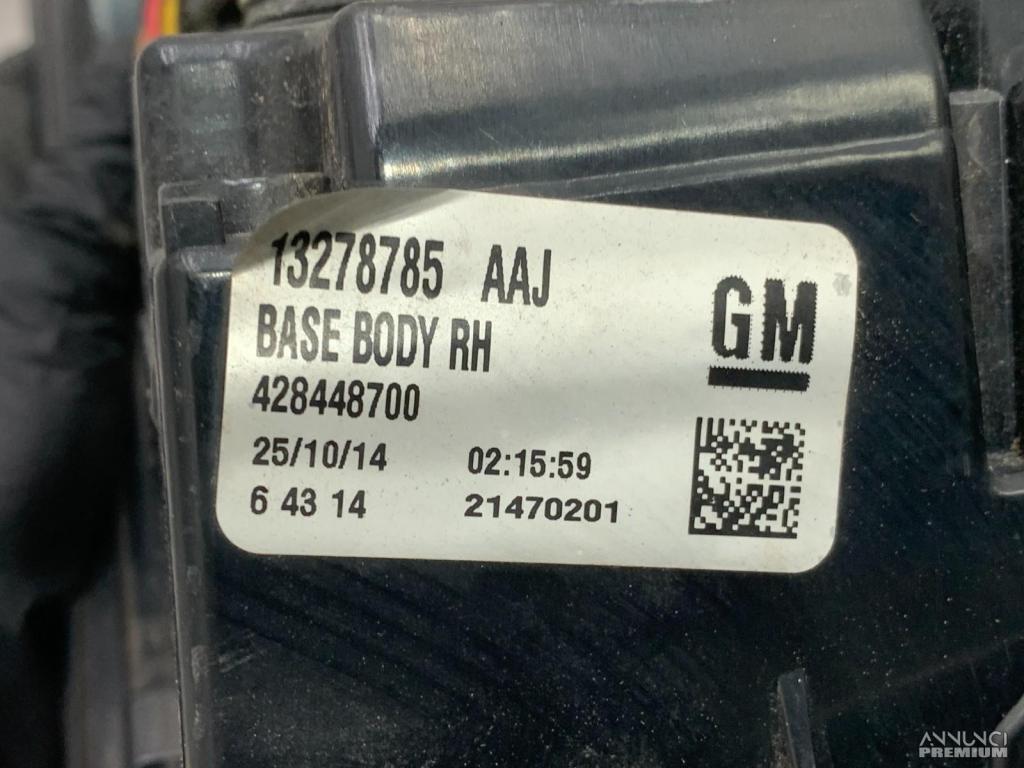 13278785 AAJ
GM
BASE BODY RH
428448700
25/10/14 02:15:59
6 43 14 21470201
ANNUNCI
PREMIUM